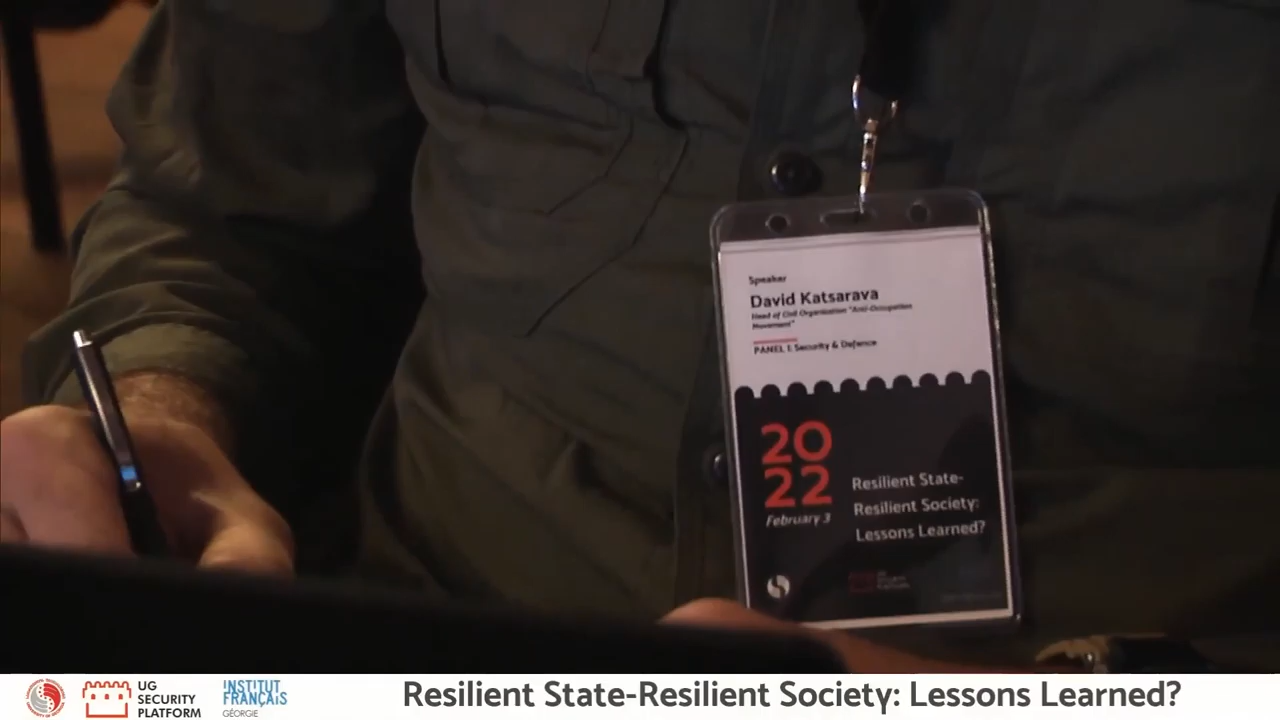 Speaker
David Katsarava
Head of Civil Organization "Anti-Occupation
Movement"
PANEL I: Security & Defence
20
22
February 3
Resilient State-
Resilient Society:
Lessons Learned?
UG
SECURITY
PLATFORM
INSTITUT
FRANÇAIS
GÉORGIE
Resilient State-Resilient Society: Lessons Learned?